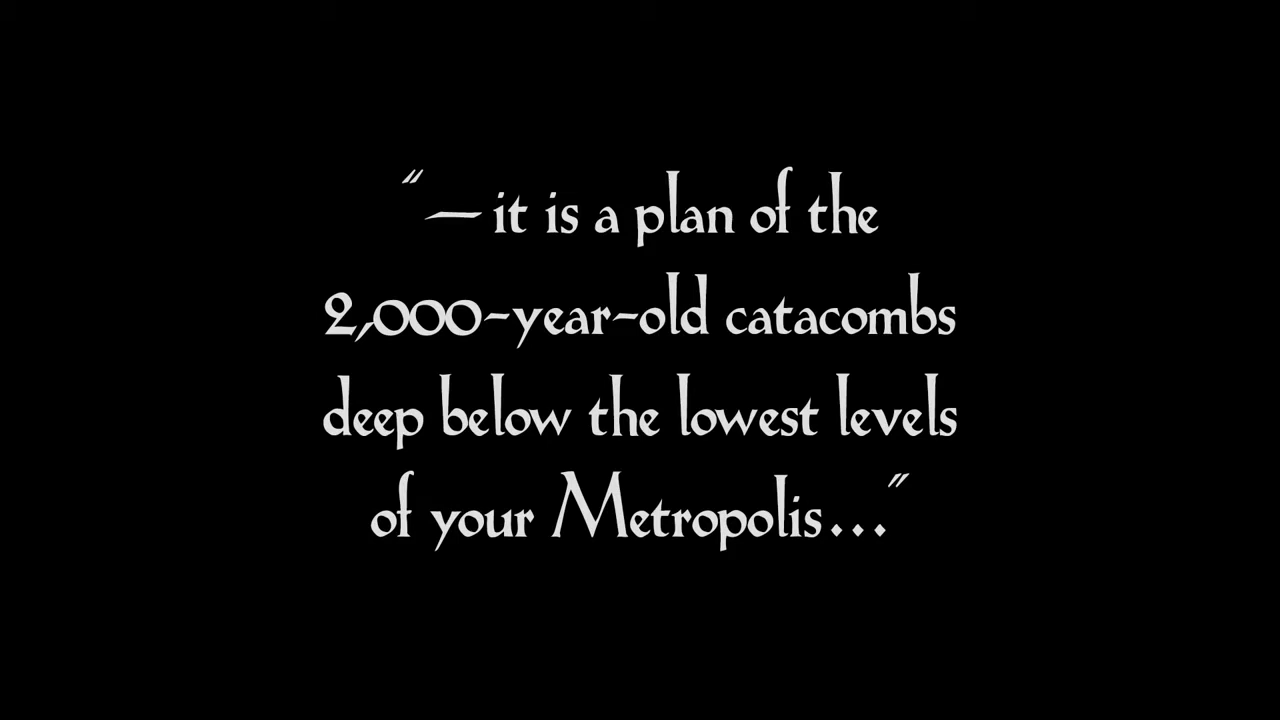 “—it is a plan of the
2,000-year-old catacombs
deep below the lowest levels
of your Metropolis...”